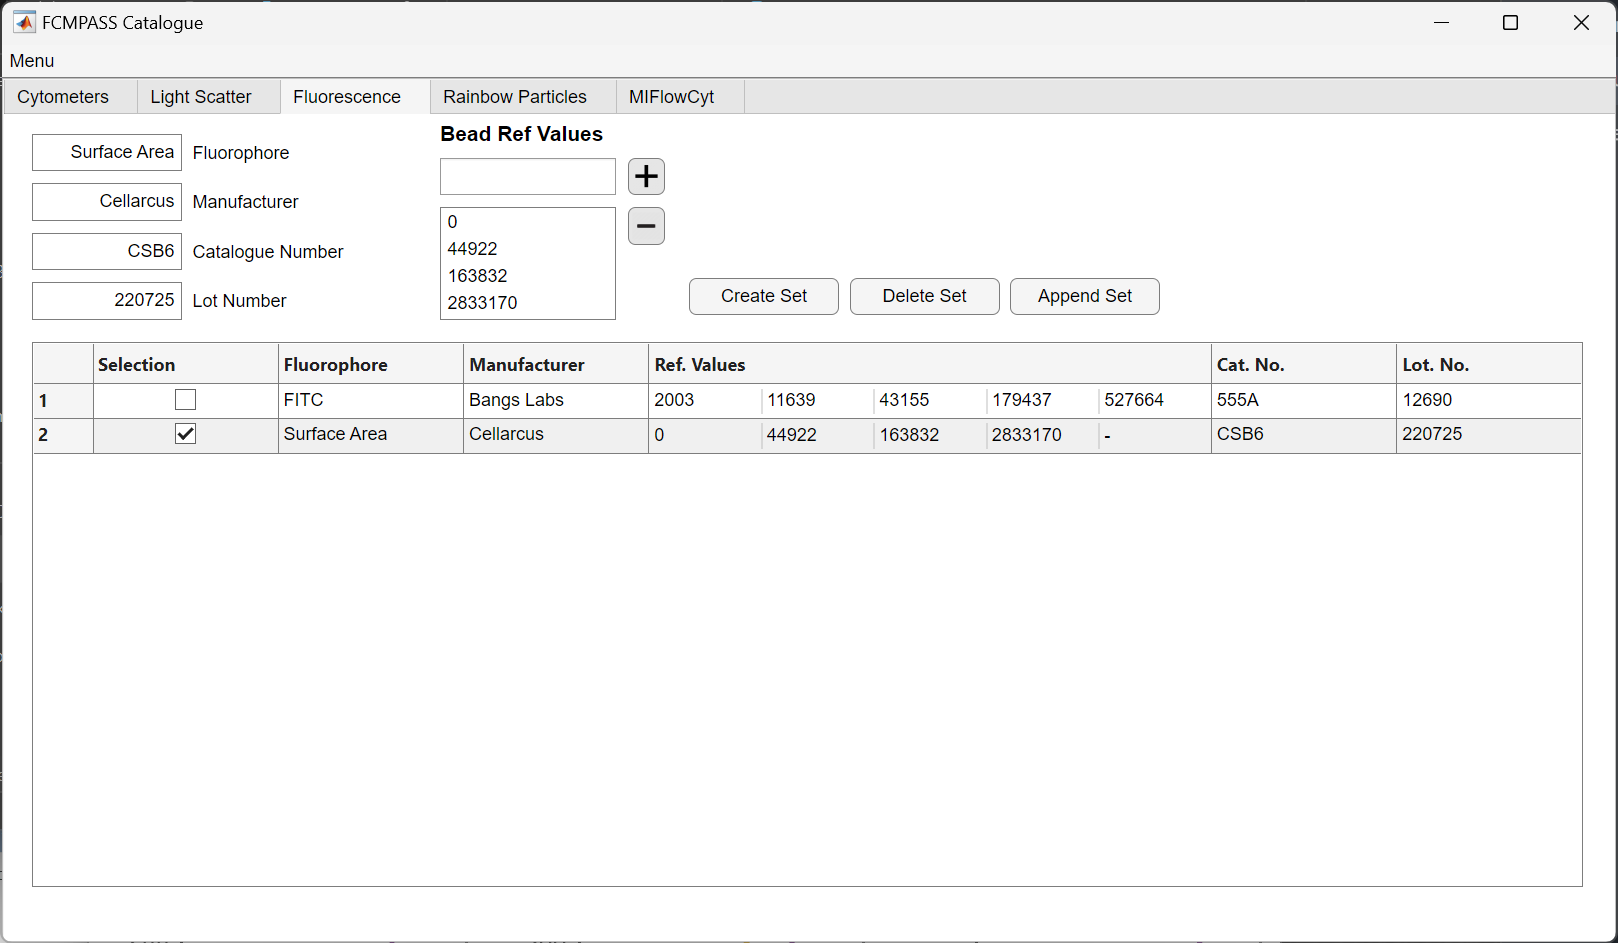 FCMPASS Catalogue
Menu
Cytometers Light Scatter Fluorescence Rainbow Particles MIFlowCyt
Surface Area Fluorophore
Cellarcus Manufacturer
CSB6 Catalogue Number
220725 Lot Number
Bead Ref Values
0
44922
163832
2833170
Create Set Delete Set Append Set
Selection Fluorophore Manufacturer Ref. Values Cat. No. Lot. No.
1 FITC Bangs Labs 2003 11639 43155 179437 527664 555A 12690
2 Surface Area Cellarcus 0 44922 163832 2833170 - CSB6 220725